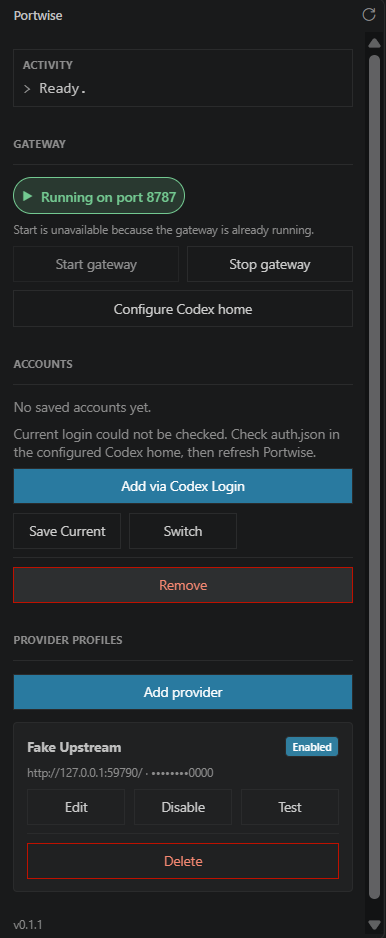 Portwise
ACTIVITY
> Ready.
GATEWAY
Running on port 8787
Start is unavailable because the gateway is already running.
Start gateway
Stop gateway
Configure Codex home
ACCOUNTS
No saved accounts yet.
Current login could not be checked. Check auth.json in
the configured Codex home, then refresh Portwise.
Add via Codex Login
Save Current
Switch
Remove
PROVIDER PROFILES
Add provider
Fake Upstream
Enabled
http://127.0.0.1:59790/ · ••••••••0000
Edit
Disable
Test
Delete
v0.1.1